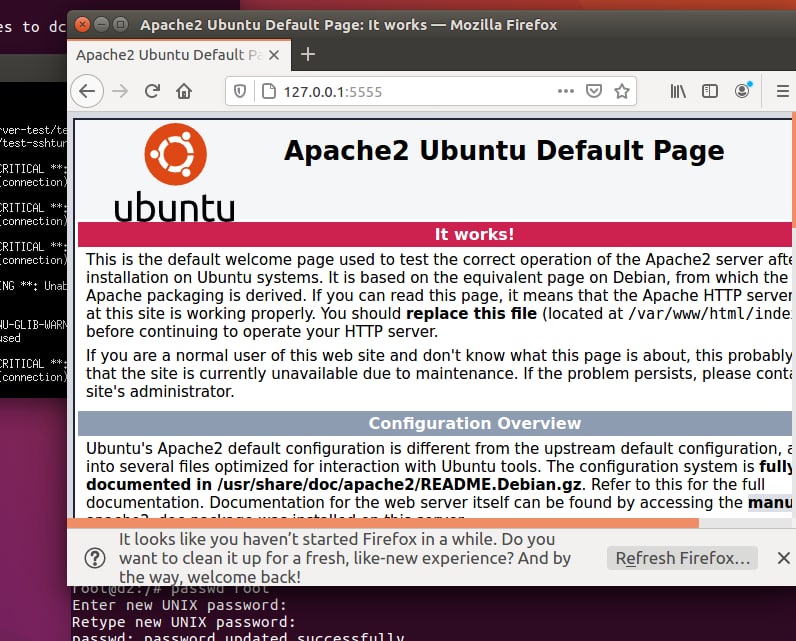 es to dc
Apache2 Ubuntu Default Page: It works — Mozilla Firefox
Apache2 Ubuntu Default Pa
127.0.0.1:5555
rver-test/te
/test-sshtun
CRITICAL **:
(connection)
CRITICAL **:
(connection)
CRITICAL **:
(connection)
ING **: Unab
NU-GLIB-WARN
used
CRITICAL **:
(connection)
ubuntu
Apache2 Ubuntu Default Page
It works!
This is the default welcome page used to test the correct operation of the Apache2 server afte
installation on Ubuntu systems. It is based on the equivalent page on Debian, from which the
Apache packaging is derived. If you can read this page, it means that the Apache HTTP server
at this site is working properly. You should replace this file (located at /var/www/html/index
before continuing to operate your HTTP server.
If you are a normal user of this web site and don't know what this page is about, this probably
that the site is currently unavailable due to maintenance. If the problem persists, please conta
site's administrator.
Configuration Overview
Ubuntu's Apache2 default configuration is different from the upstream default configuration, a
into several files optimized for interaction with Ubuntu tools. The configuration system is fully
documented in /usr/share/doc/apache2/README.Debian.gz. Refer to this for the full
documentation. Documentation for the web server itself can be found by accessing the manu
apache2-doc package was installed on this server.
It looks like you haven’t started Firefox in a while. Do you
want to clean it up for a fresh, like-new experience? And by
the way, welcome back!
Refresh Firefox…
root@d2:/# passwd root
Enter new UNIX password:
Retype new UNIX password:
passwd: password updated successfully